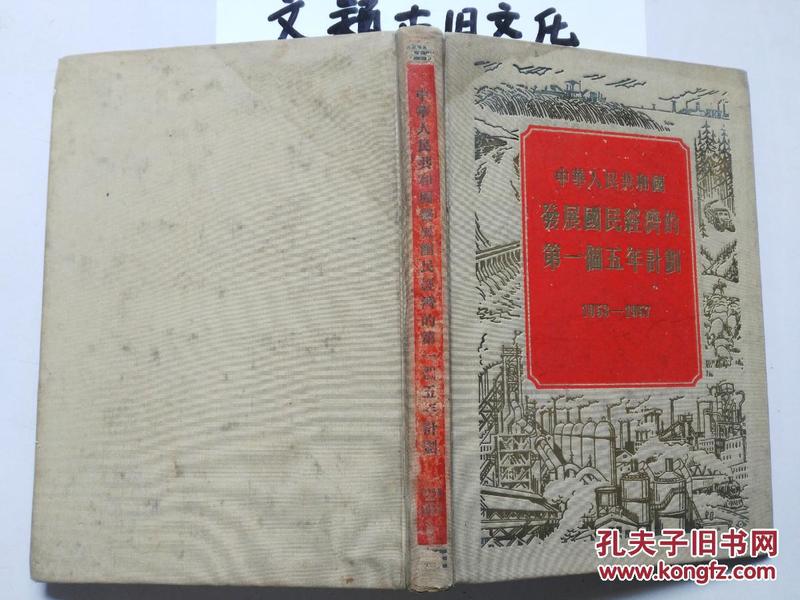 文籍古旧文化
中華人民共和國
發展國民經濟的
第一個五年計劃
1953—1957
中華人民共和國發展國民經濟的第一個五年計劃
孔夫子旧书网
www.kongfz.com